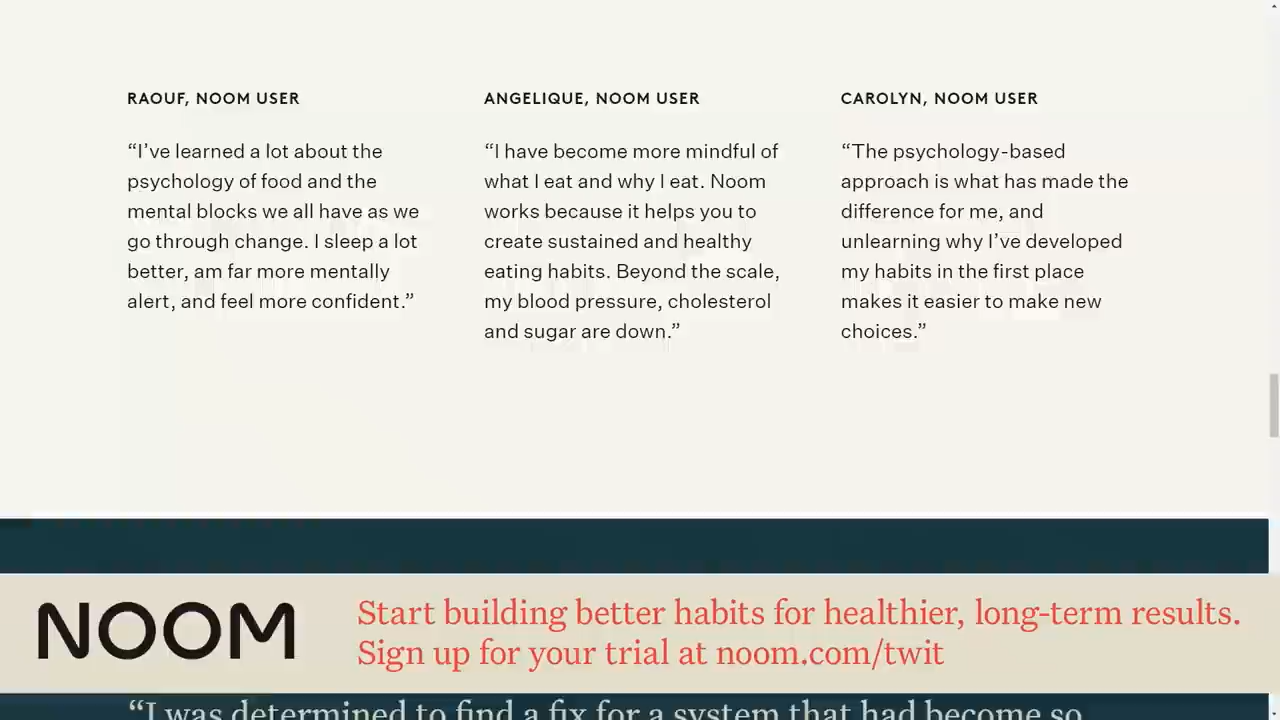 RAOUF, NOOM USER
“I’ve learned a lot about the
psychology of food and the
mental blocks we all have as we
go through change. I sleep a lot
better, am far more mentally
alert, and feel more confident.”
ANGELIQUE, NOOM USER
“I have become more mindful of
what I eat and why I eat. Noom
works because it helps you to
create sustained and healthy
eating habits. Beyond the scale,
my blood pressure, cholesterol
and sugar are down.”
CAROLYN, NOOM USER
“The psychology-based
approach is what has made the
difference for me, and
unlearning why I’ve developed
my habits in the first place
makes it easier to make new
choices.”
NOOM
Start building better habits for healthier, long-term results.
Sign up for your trial at noom.com/twit
“I was determined to find a fix for a system that had become so